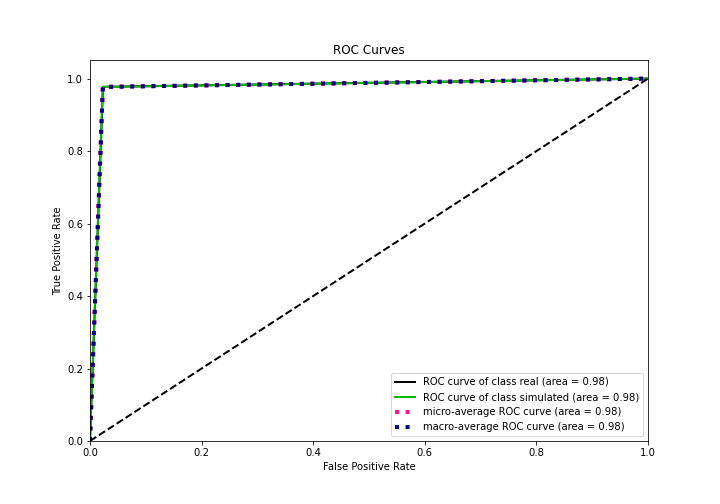 ROC Curves
1.0
0.8
0.6
0.4
0.2
0.0
True Positive Rate
ROC curve of class real (area = 0.98)
ROC curve of class simulated (area = 0.98)
micro-average ROC curve (area = 0.98)
macro-average ROC curve (area = 0.98)
0.0 0.2 0.4 0.6 0.8 1.0
False Positive Rate